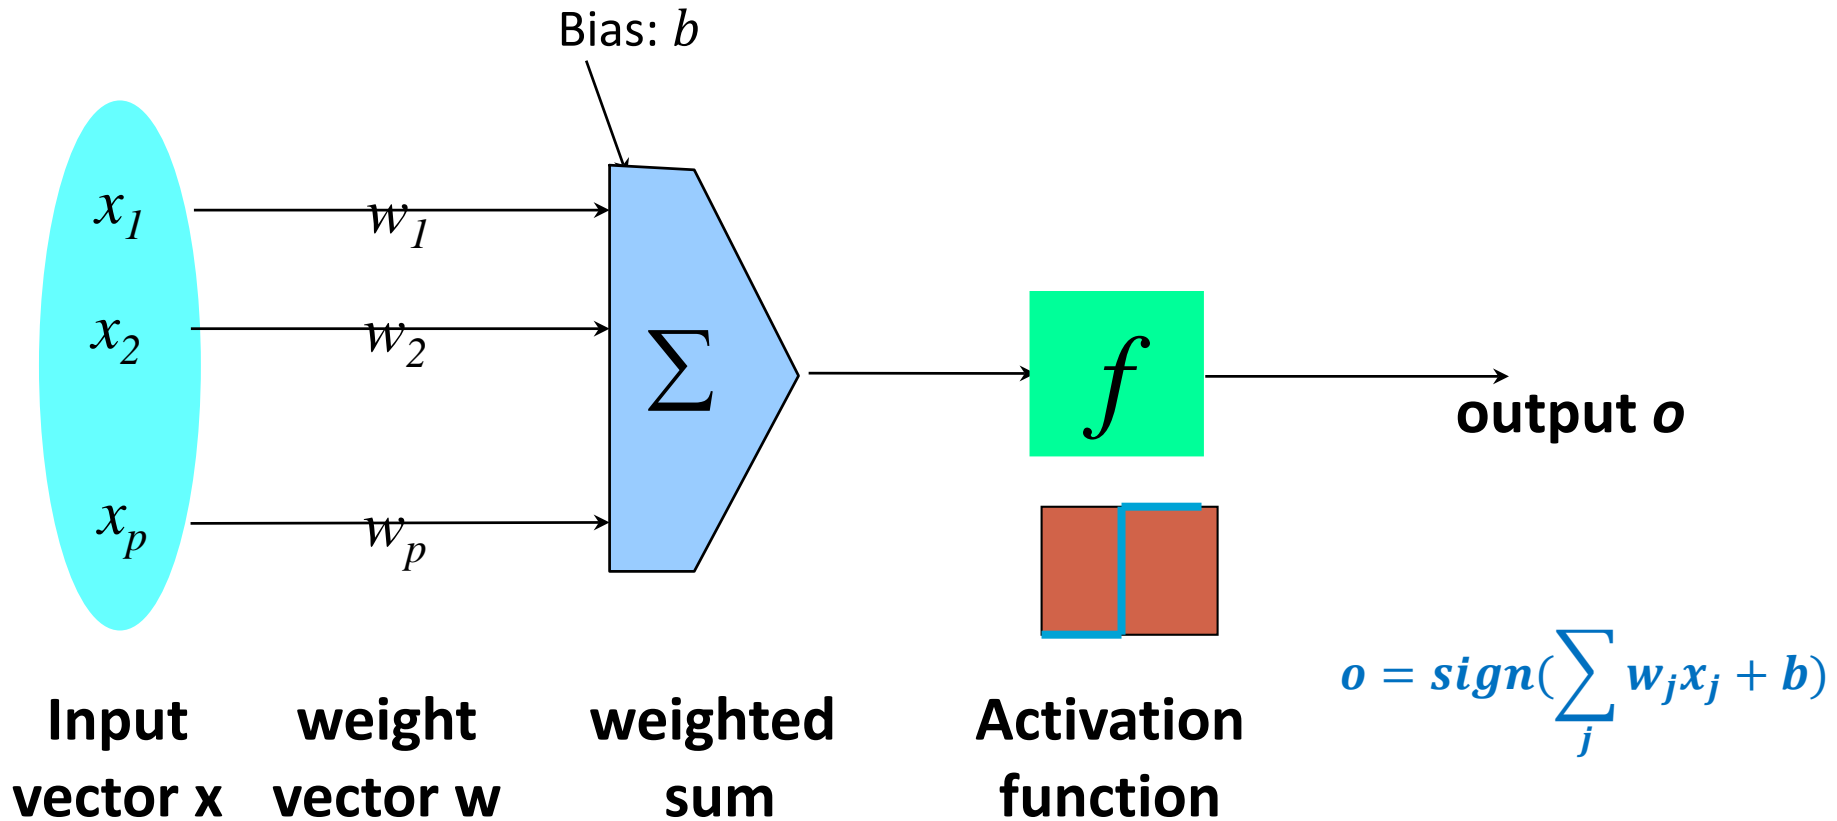 Bias: b
x₁
w₁
x₂
w₂
∑
f
output o
xₚ
wₚ
o = sign(∑ⱼ wⱼxⱼ + b)
Input
vector x
weight
vector w
weighted
sum
Activation
function